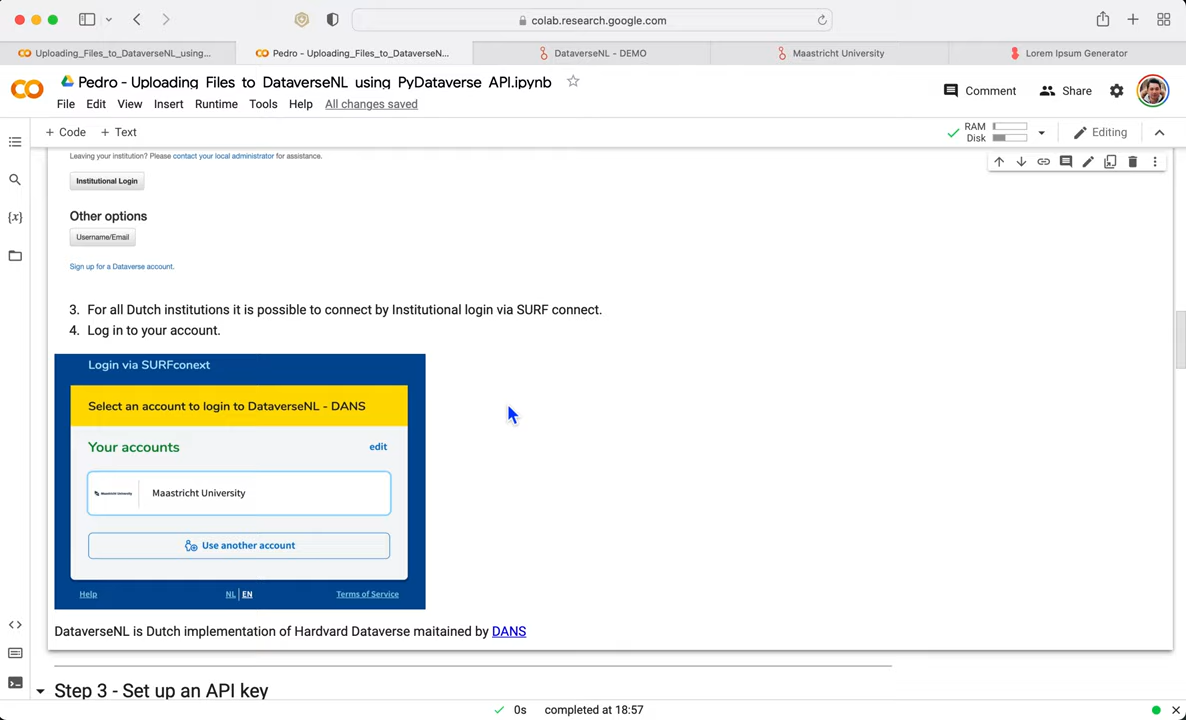 colab.research.google.com
Uploading_Files_to_DataverseNL_using...
Pedro - Uploading_Files_to_DataverseN...
DataverseNL - DEMO
Maastricht University
Lorem Ipsum Generator
Pedro - Uploading Files to DataverseNL using PyDataverse API.ipynb
File Edit View Insert Runtime Tools Help All changes saved
Comment
Share
+ Code + Text
RAM
Disk
Editing
Leaving your institution? Please contact your local administrator for assistance.
Institutional Login
{x}
Other options
Username/Email
Sign up for a Dataverse account.
3. For all Dutch institutions it is possible to connect by Institutional login via SURF connect.
4. Log in to your account.
Login via SURFconext
Select an account to login to DataverseNL - DANS
Your accounts
edit
Maastricht University
Maastricht University
Use another account
Help
NL | EN
Terms of Service
DataverseNL is Dutch implementation of Hardvard Dataverse maitained by DANS
Step 3 - Set up an API key
0s completed at 18:57